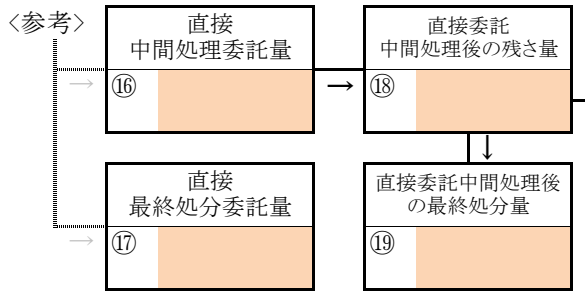 〈参考〉
直接
中間処理委託量
→
⑯
→
直接委託
中間処理後の残さ量
⑱
↓
直接
最終処分委託量
→
⑰
直接委託中間処理後
の最終処分量
⑲